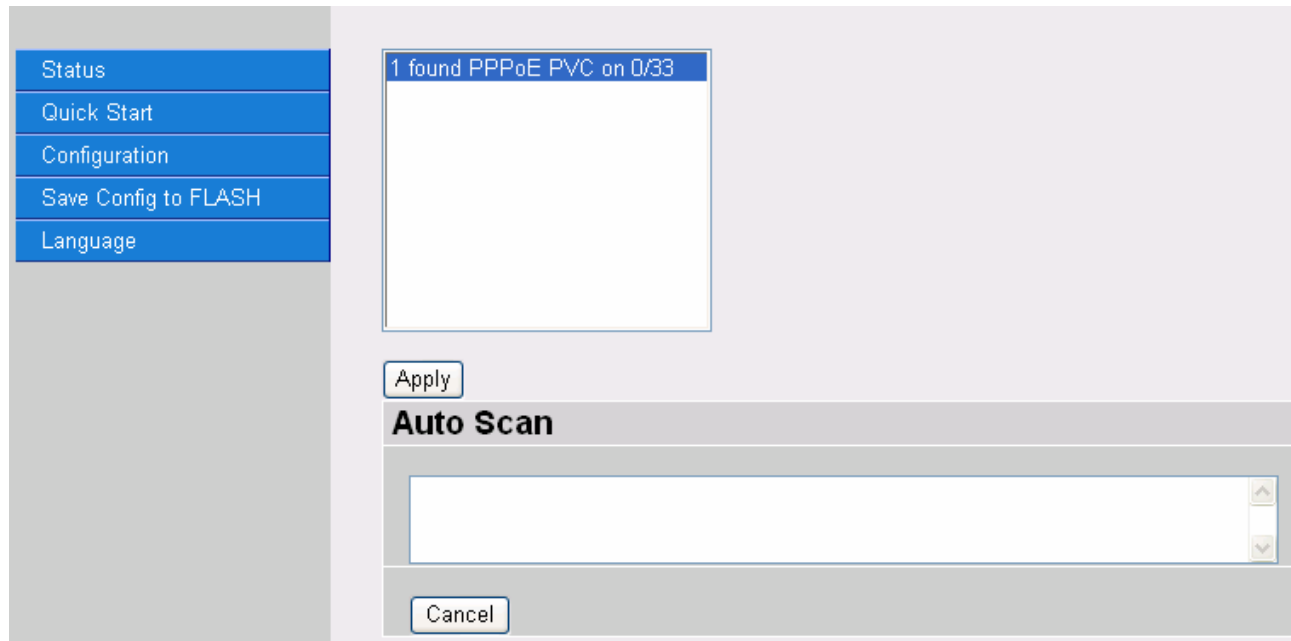 Status
Quick Start
Configuration
Save Config to FLASH
Language
1 found PPPoE PVC on 0/33
Apply
Auto Scan
Cancel